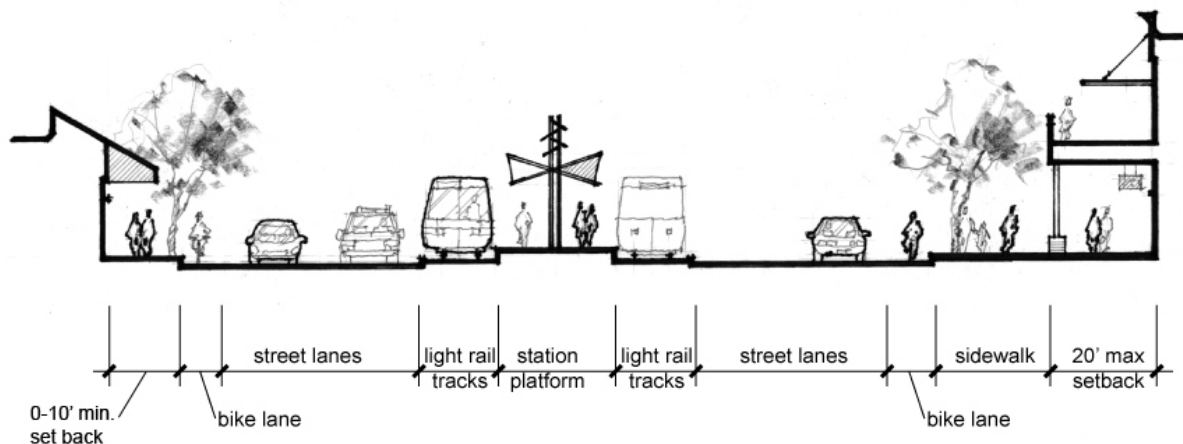 street lanes
light rail
tracks
station
platform
light rail
tracks
street lanes
sidewalk
20’ max
setback
0-10’ min.
set back
bike lane
bike lane